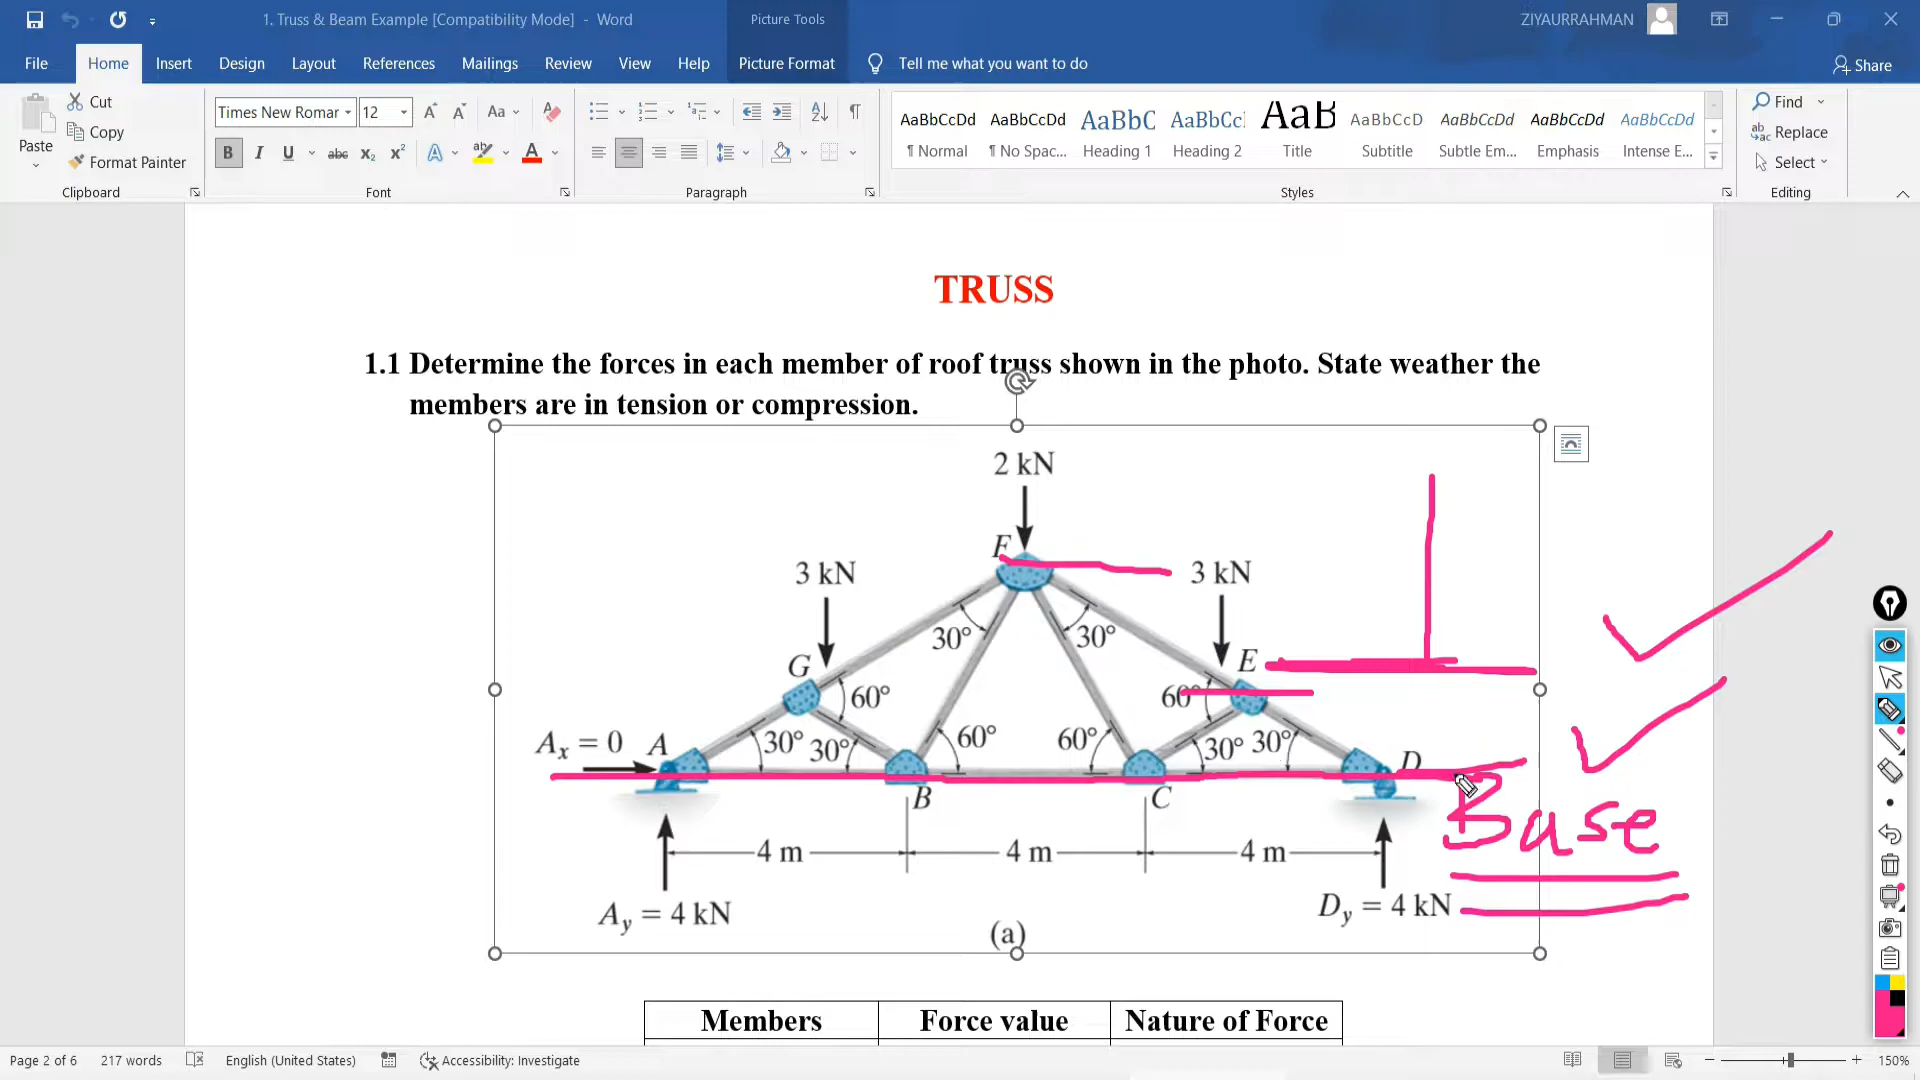 1. Truss & Beam Example [Compatibility Mode] - Word
Picture Tools
ZIYAURRAHMAN
File Home Insert Design Layout References Mailings Review View Help Picture Format Tell me what you want to do Share
Cut
Copy
Format Painter
Paste
Clipboard
Times New Romar 12
Aa
B I U abc x2 x2 A ab A
Font
Paragraph
AaBbCcDd AaBbCcDd AaBbC AaBbCc AaB AaBbCcD AaBbCcDd AaBbCcDd AaBbCcDd
¶ Normal ¶ No Spac... Heading 1 Heading 2 Title Subtitle Subtle Em... Emphasis Intense E...
Styles
Find
Replace
Select
Editing
TRUSS
1.1 Determine the forces in each member of roof truss shown in the photo. State weather the
members are in tension or compression.
2 kN
F
3 kN
3 kN
30°
30°
G
E
60°
60°
Ax = 0 A
30° 30°
60°
60°
30° 30°
D
B
C
Base
4 m
4 m
4 m
Ay = 4 kN
Dy = 4 kN
(a)
Members Force value Nature of Force
Page 2 of 6 217 words English (United States) Accessibility: Investigate 150%